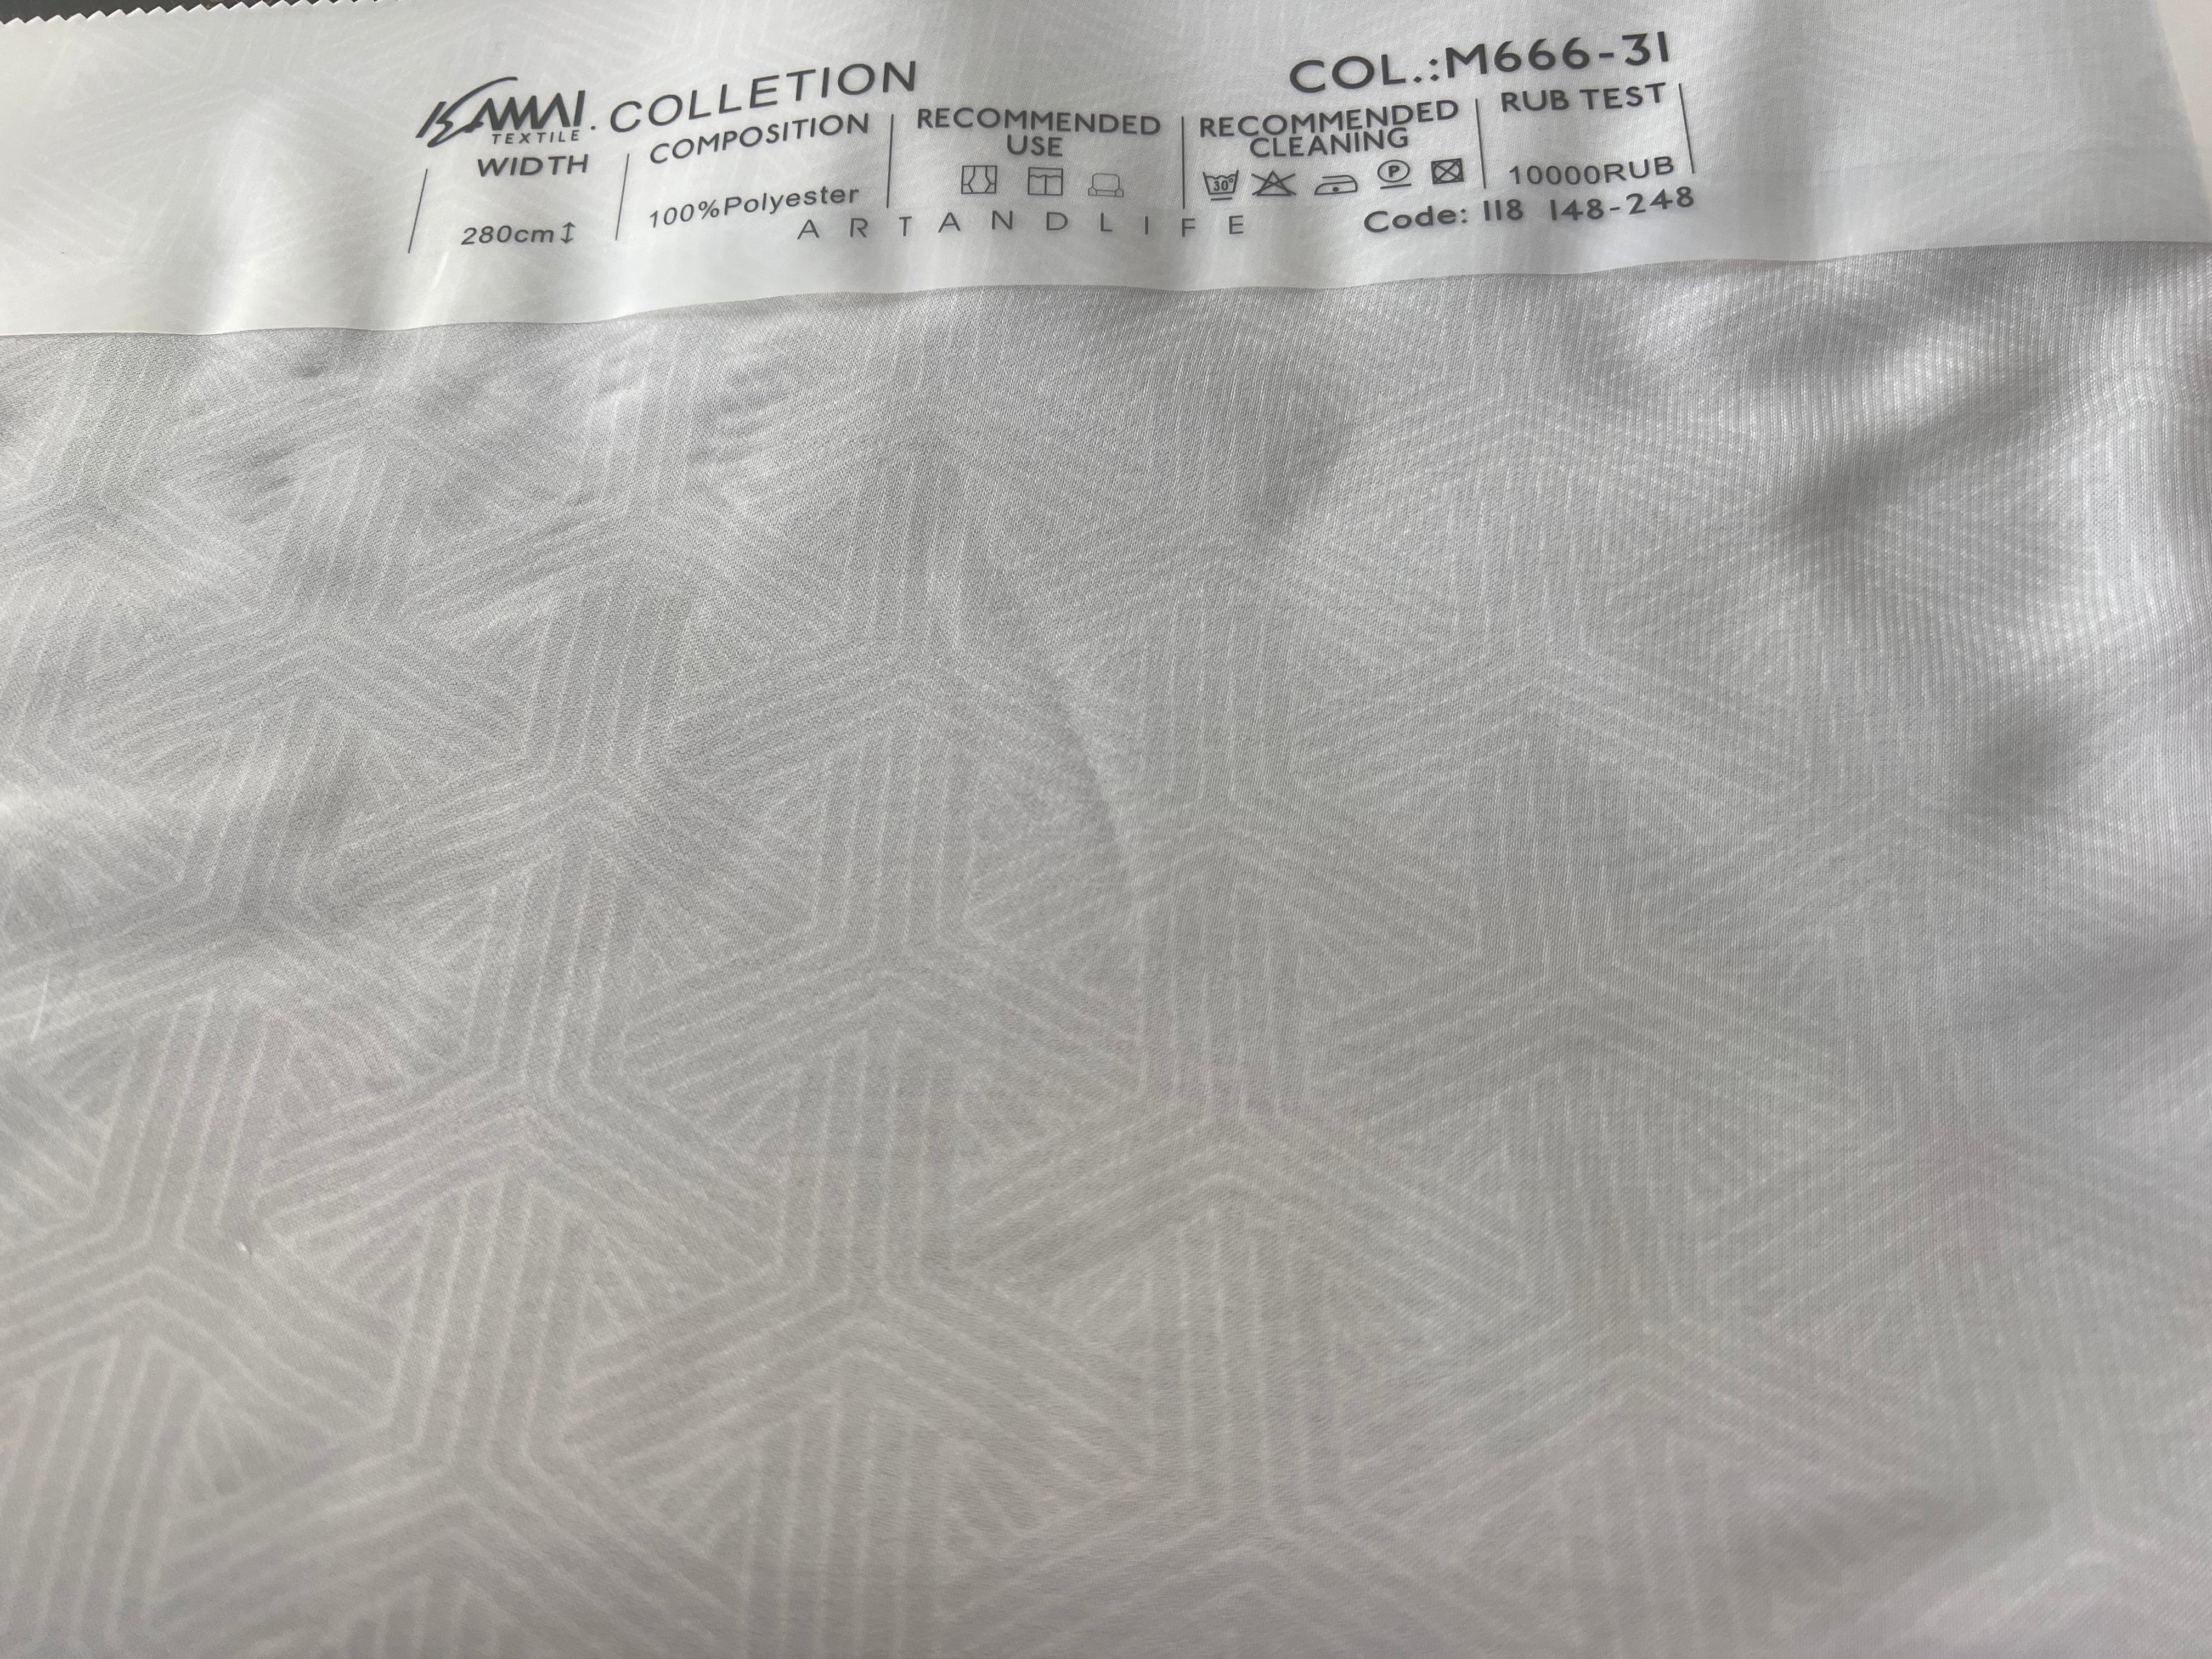 KAMAI TEXTILE. COLLETION
COL.:M666-31
WIDTH
280cm↕
COMPOSITION
100%Polyester
RECOMMENDED
USE
RECOMMENDED
CLEANING
30°
P
RUB TEST
10000RUB
ARTANDLIFE
Code: 118 148-248